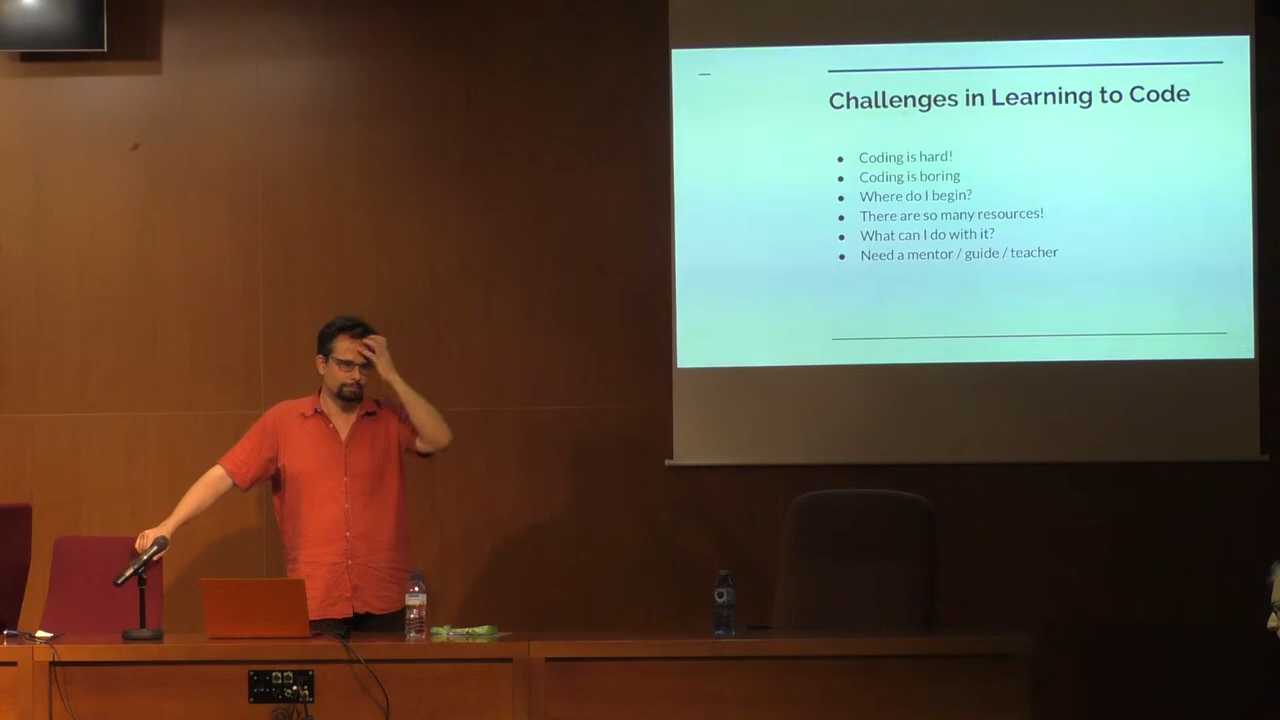 Challenges in Learning to Code
Coding is hard!
Coding is boring
Where do I begin?
There are so many resources!
What can I do with it?
Need a mentor / guide / teacher